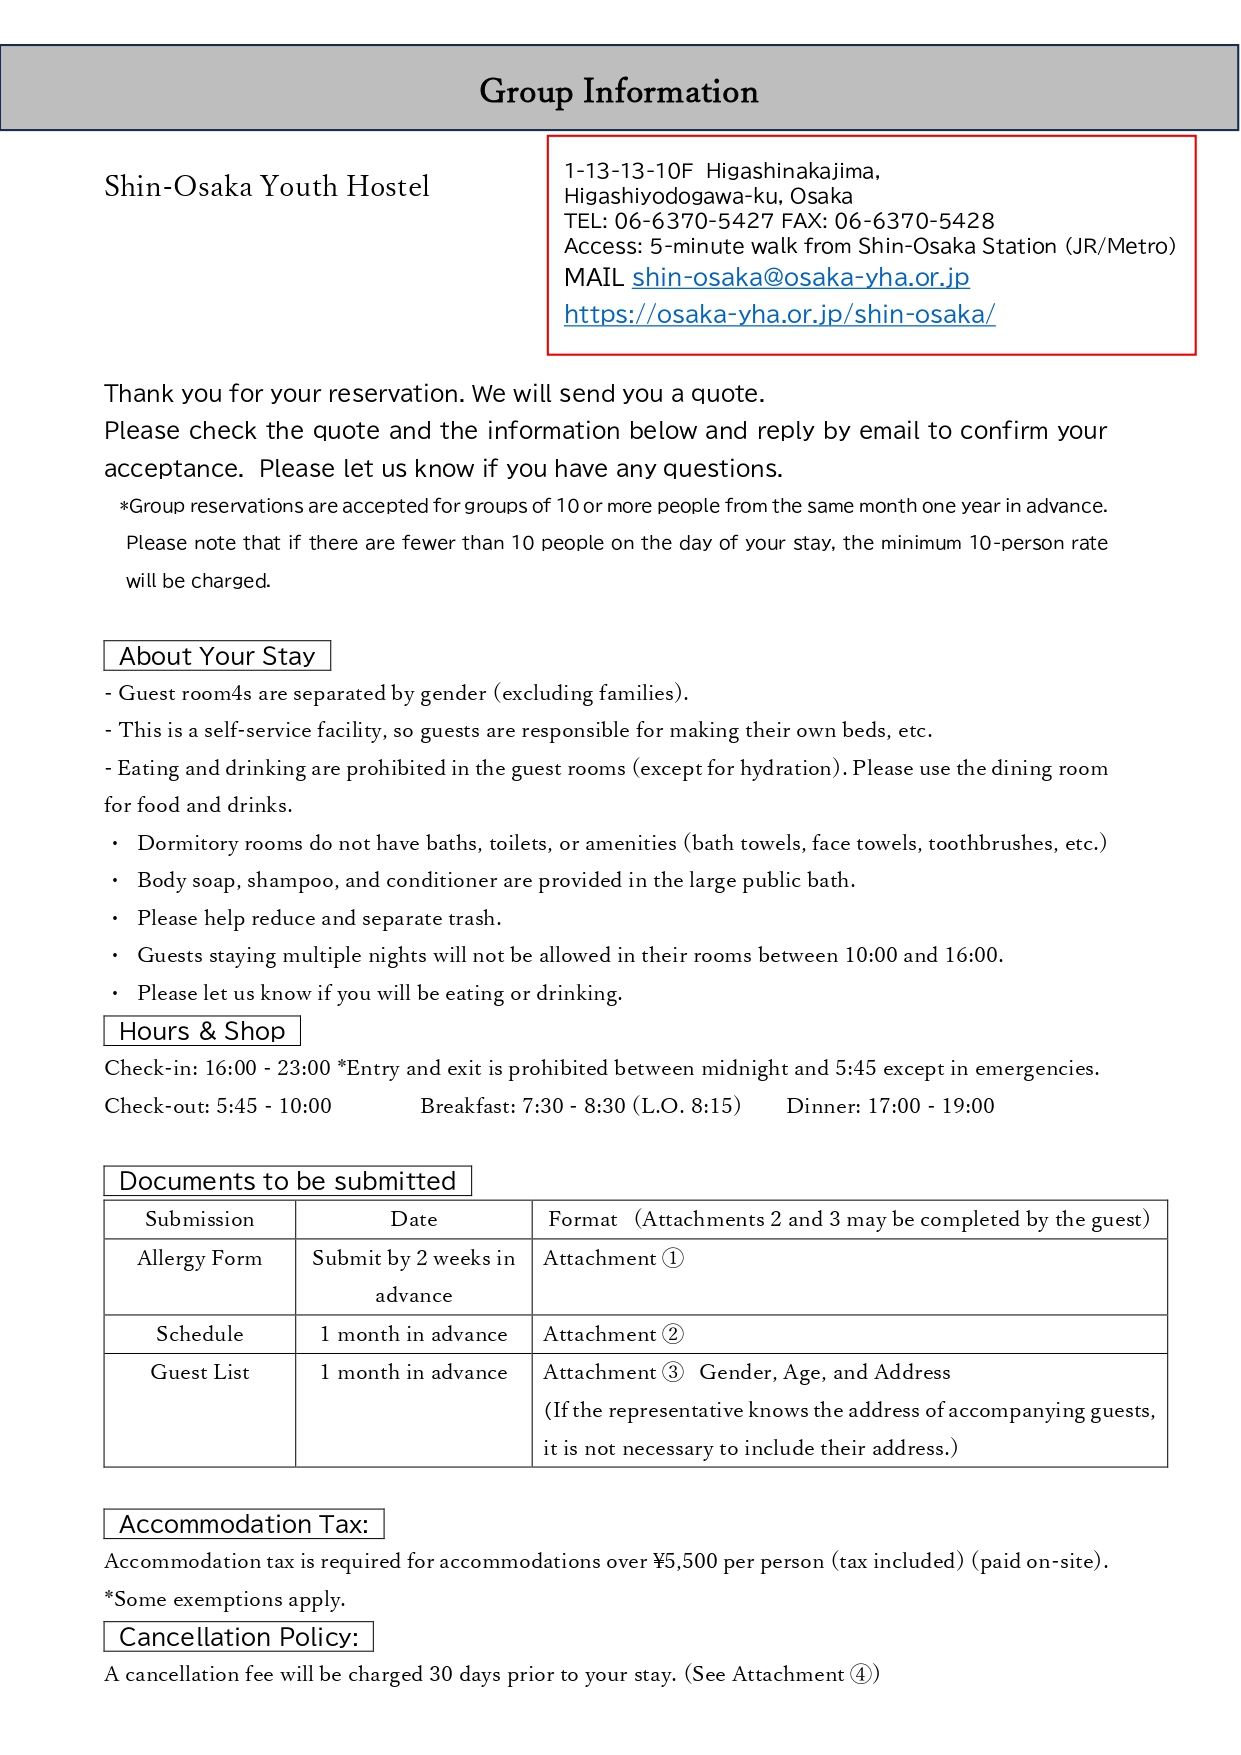 Group Information
Shin-Osaka Youth Hostel
1-13-13-10F  Higashinakajima,
Higashiyodogawa-ku, Osaka
TEL: 06-6370-5427 FAX: 06-6370-5428
Access: 5-minute walk from Shin-Osaka Station (JR/Metro)
MAIL shin-osaka@osaka-yha.or.jp
https://osaka-yha.or.jp/shin-osaka/
Thank you for your reservation. We will send you a quote.
Please check the quote and the information below and reply by email to confirm your
acceptance.  Please let us know if you have any questions.
*Group reservations are accepted for groups of 10 or more people from the same month one year in advance.
Please note that if there are fewer than 10 people on the day of your stay, the minimum 10-person rate
will be charged.
About Your Stay
- Guest room4s are separated by gender (excluding families).
- This is a self-service facility, so guests are responsible for making their own beds, etc.
- Eating and drinking are prohibited in the guest rooms (except for hydration). Please use the dining room
for food and drinks.
・ Dormitory rooms do not have baths, toilets, or amenities (bath towels, face towels, toothbrushes, etc.)
・ Body soap, shampoo, and conditioner are provided in the large public bath.
・ Please help reduce and separate trash.
・ Guests staying multiple nights will not be allowed in their rooms between 10:00 and 16:00.
・ Please let us know if you will be eating or drinking.
Hours & Shop
Check-in: 16:00 - 23:00 *Entry and exit is prohibited between midnight and 5:45 except in emergencies.
Check-out: 5:45 - 10:00 Breakfast: 7:30 - 8:30 (L.O. 8:15) Dinner: 17:00 - 19:00
Documents to be submitted
Submission Date Format （Attachments 2 and 3 may be completed by the guest）
Allergy Form Submit by 2 weeks in Attachment ①
advance
Schedule 1 month in advance Attachment ②
Guest List 1 month in advance Attachment ③ Gender, Age, and Address
(If the representative knows the address of accompanying guests,
it is not necessary to include their address.)
Accommodation Tax:
Accommodation tax is required for accommodations over ¥5,500 per person (tax included) (paid on-site).
*Some exemptions apply.
Cancellation Policy:
A cancellation fee will be charged 30 days prior to your stay. (See Attachment ④)